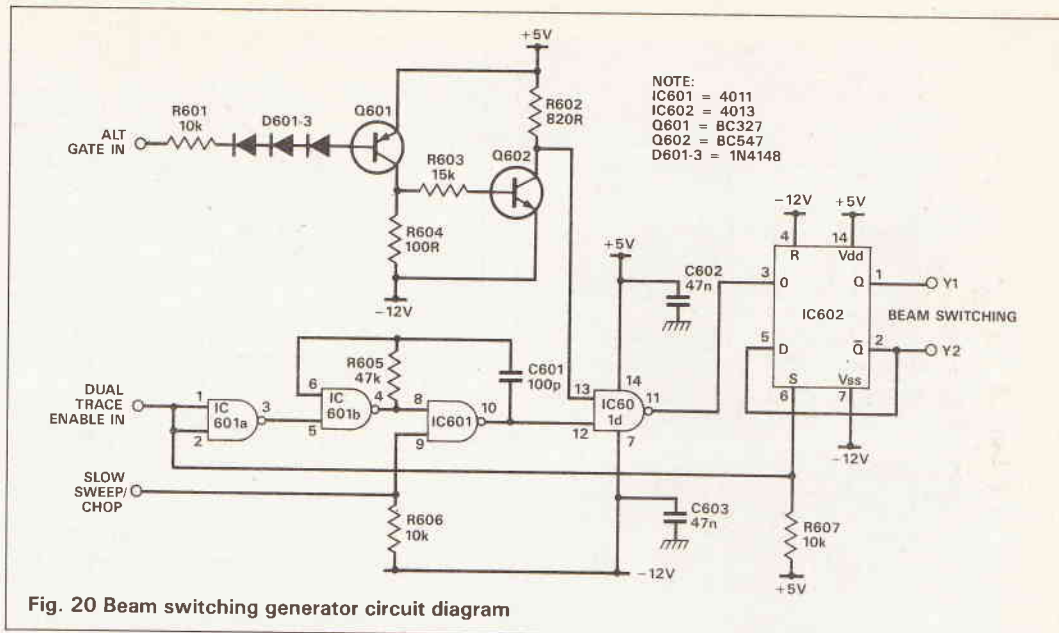 +5V
NOTE:
IC601 = 4011
IC602 = 4013
Q601 = BC327
Q602 = BC547
D601-3 = 1N4148
R601
10k
D601-3
Q601
R602
820R
ALT
GATE IN
R603
15k
Q602
R604
100R
-12V
+5V
C602
47n
-12V
+5V
4
14
R
Vdd
3
0
Q
1
Y1
IC602
BEAM SWITCHING
5
D
Q̅
2
Y2
S
Vss
6
7
-12V
R605
47k
C601
100p
DUAL
TRACE
ENABLE IN
1
2
IC
601a
3
6
5
IC
601b
4
8
9
IC601
10
13
12
14
IC60
1d
11
7
SLOW
SWEEP/
CHOP
R606
10k
C603
47n
-12V
R607
10k
+5V
Fig. 20 Beam switching generator circuit diagram